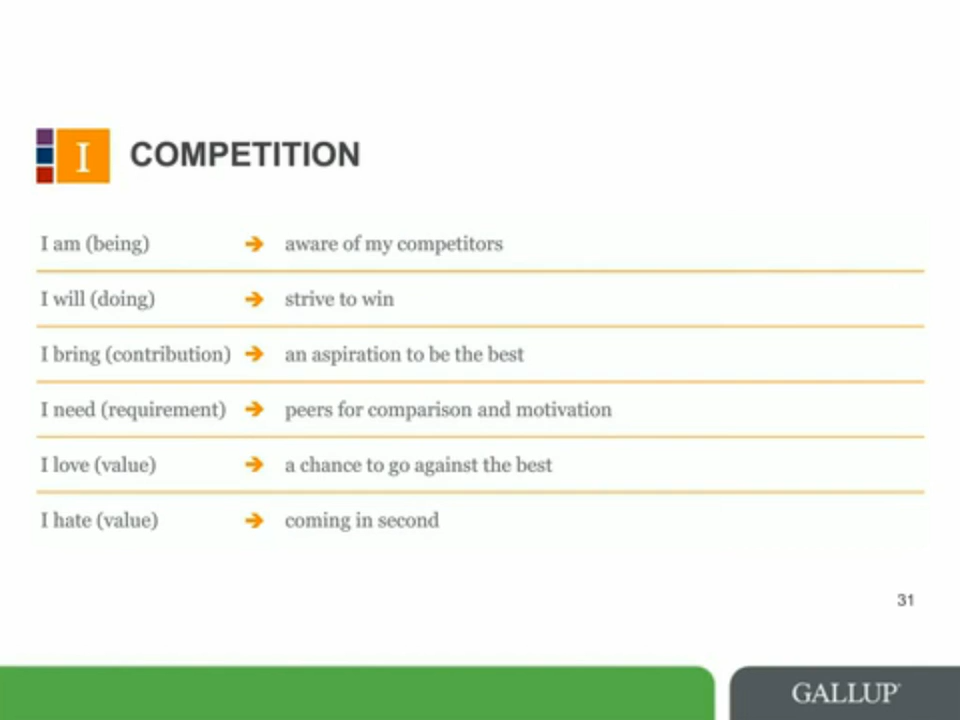 I COMPETITION
I am (being) ➔ aware of my competitors
I will (doing) ➔ strive to win
I bring (contribution) ➔ an aspiration to be the best
I need (requirement) ➔ peers for comparison and motivation
I love (value) ➔ a chance to go against the best
I hate (value) ➔ coming in second
31
GALLUP